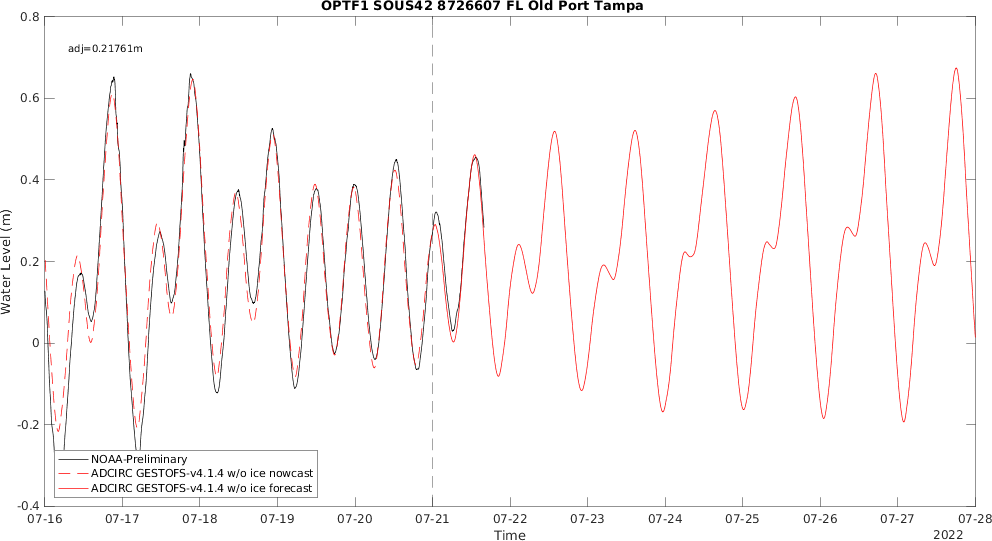 OPTF1 SOUS42 8726607 FL Old Port Tampa
adj=0.21761m
Water Level (m)
0.8
0.6
0.4
0.2
0
-0.2
-0.4
NOAA-Preliminary
ADCIRC GESTOFS-v4.1.4 w/o ice nowcast
ADCIRC GESTOFS-v4.1.4 w/o ice forecast
07-16 07-17 07-18 07-19 07-20 07-21 07-22 07-23 07-24 07-25 07-26 07-27 07-28
Time
2022